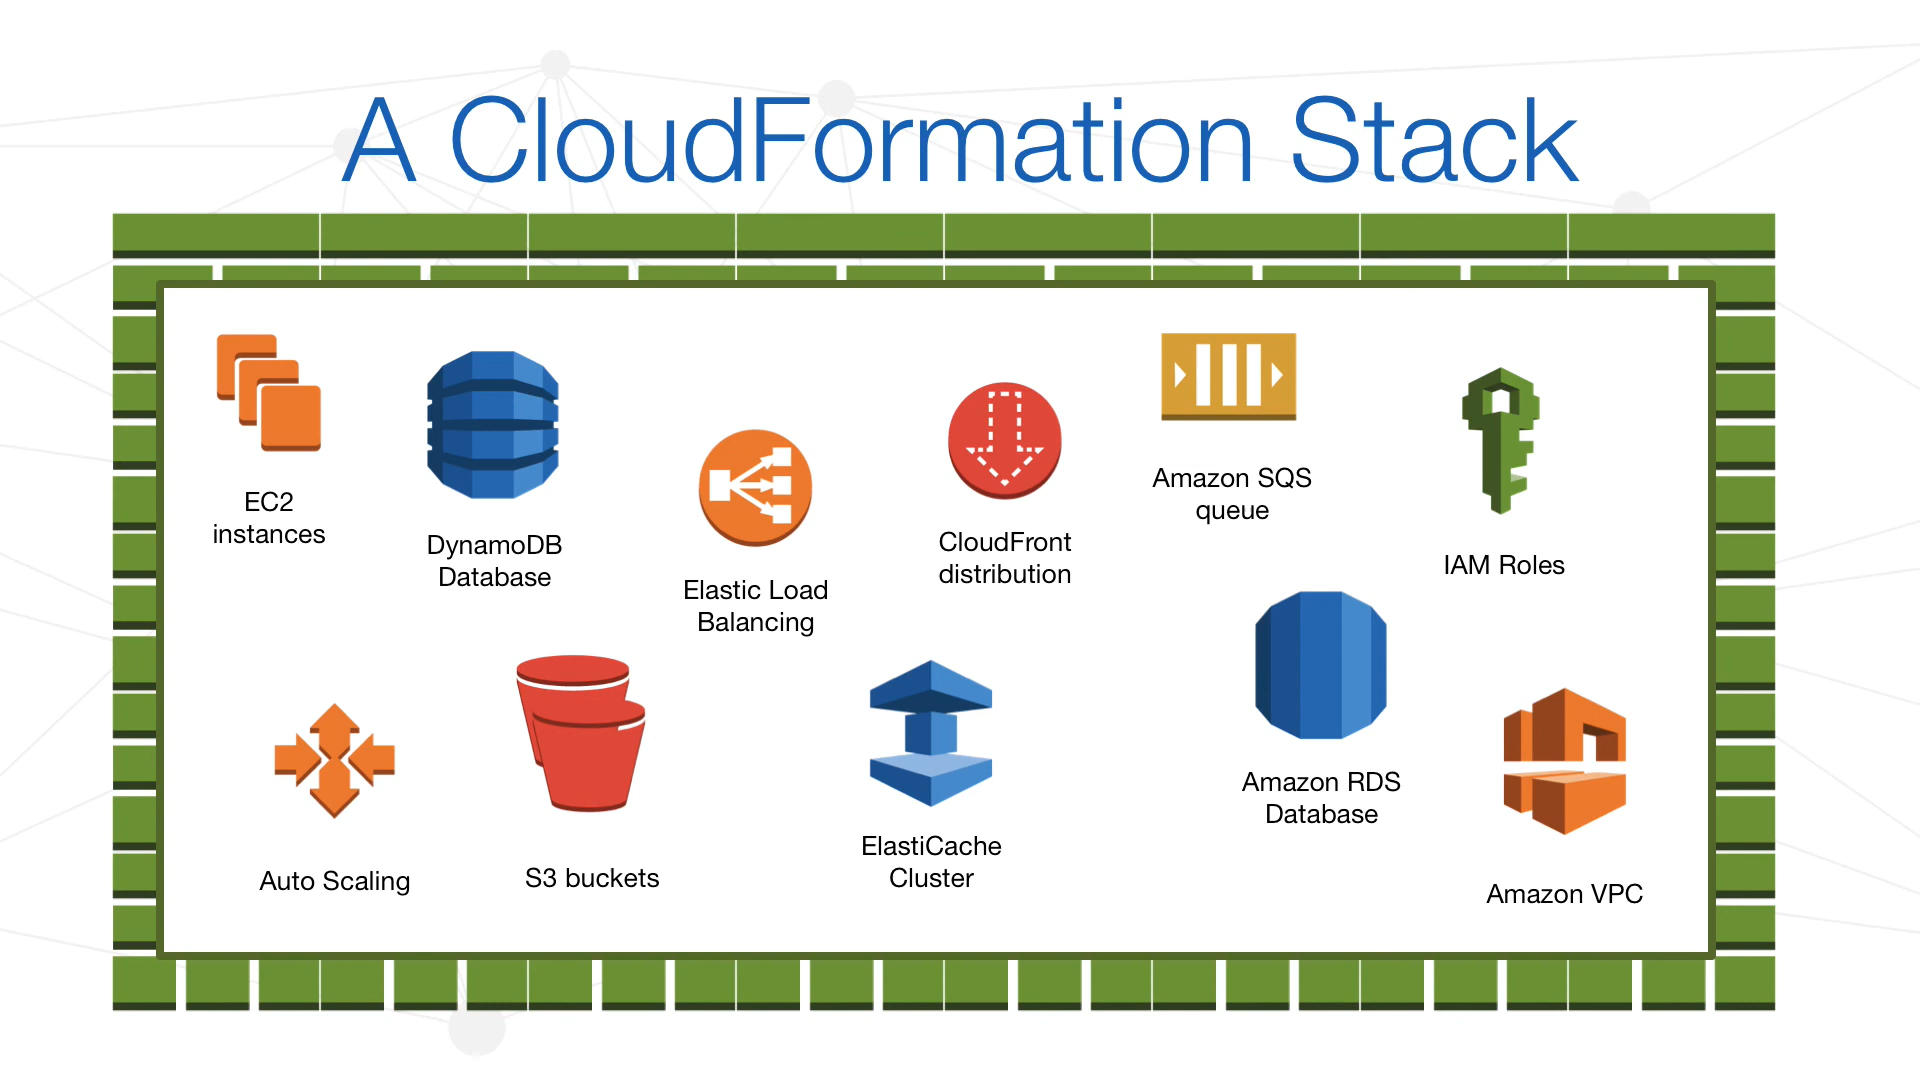 A CloudFormation Stack
EC2
instances
DynamoDB
Database
Elastic Load
Balancing
CloudFront
distribution
Amazon SQS
queue
IAM Roles
Auto Scaling
S3 buckets
ElastiCache
Cluster
Amazon RDS
Database
Amazon VPC